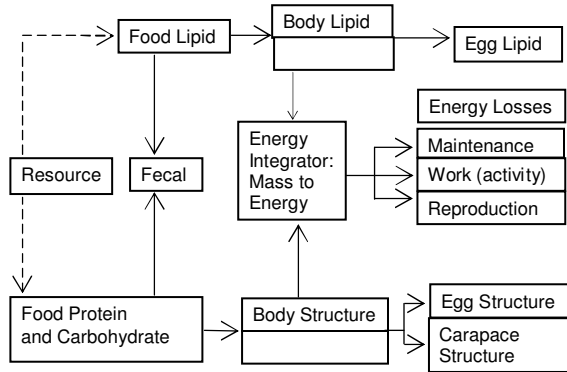 Food Lipid
Body Lipid
Egg Lipid
Energy Losses
Energy
Integrator:
Mass to
Energy
Maintenance
Work (activity)
Reproduction
Resource
Fecal
Food Protein
and Carbohydrate
Body Structure
Egg Structure
Carapace
Structure